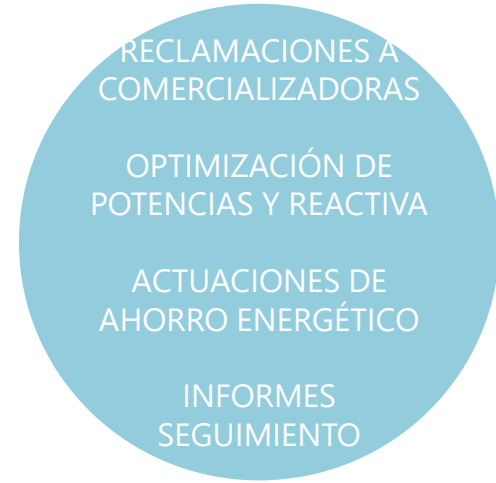 RECLAMACIONES A
COMERCIALIZADORAS
OPTIMIZACIÓN DE
POTENCIAS Y REACTIVA
ACTUACIONES DE
AHORRO ENERGÉTICO
INFORMES
SEGUIMIENTO